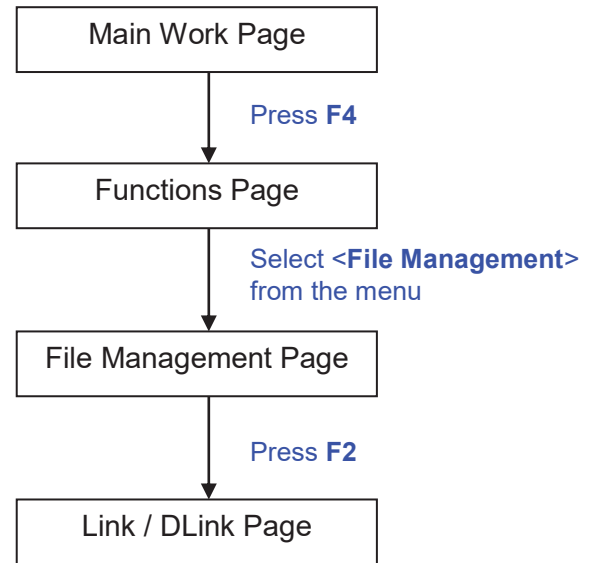 Main Work Page
Press F4
Functions Page
Select <File Management>
from the menu
File Management Page
Press F2
Link / DLink Page